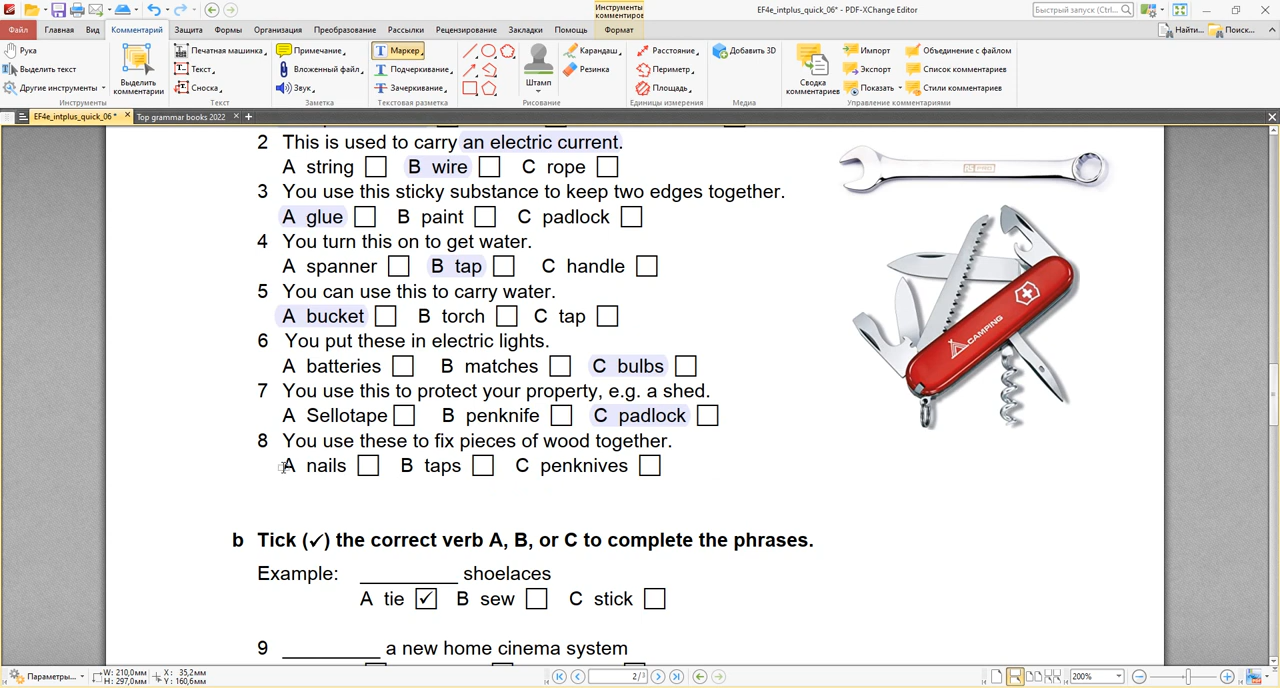 Инструменты
комментиров
EF4e_intplus_quick_06* - PDF-XChange Editor
Быстрый запуск (Ctrl...
Файл Главная Вид Комментарий Защита Формы Организация Преобразование Рассылки Рецензирование Закладки Помощь Формат Найти... Поиск...
Рука
Выделить текст
Другие инструменты
Выделить
комментарии
Инструменты
Печатная машинка
Текст
Сноска
Текст
Примечание
Вложенный файл
Звук
Заметка
Маркер
Подчеркивание
Зачеркивание
Текстовая разметка
Штамп
Карандаш
Резинка
Рисование
Расстояние
Периметр
Площадь
Единицы измерения
Добавить 3D
Медиа
Сводка
комментариев
Импорт
Экспорт
Показать
Объединение с файлом
Список комментариев
Стили комментариев
Управление комментариями
EF4e_intplus_quick_06 * Top grammar books 2022
2 This is used to carry an electric current.
A string B wire C rope
3 You use this sticky substance to keep two edges together.
A glue B paint C padlock
4 You turn this on to get water.
A spanner B tap C handle
5 You can use this to carry water.
A bucket B torch C tap
6 You put these in electric lights.
A batteries B matches C bulbs
7 You use this to protect your property, e.g. a shed.
A Sellotape B penknife C padlock
8 You use these to fix pieces of wood together.
A nails B taps C penknives
CAMPING
b Tick (✓) the correct verb A, B, or C to complete the phrases.
Example: _________ shoelaces
A tie ✓ B sew C stick
9 _________ a new home cinema system
Параметры... W: 210,0мм X: 35,2мм 200%
H: 297,0мм Y: 160,6мм